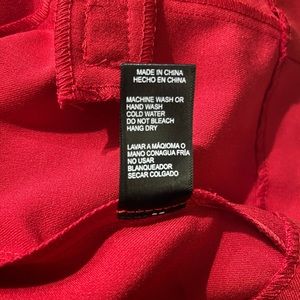 MADE IN CHINA
HECHO EN CHINA
MACHINE WASH OR
HAND WASH
COLD WATER
DO NOT BLEACH
HANG DRY
LAVAR A MÁQIOMA O
MANO CONAGUA FRÍA
NO USAR
BLANQUEADOR
SECAR COLGADO